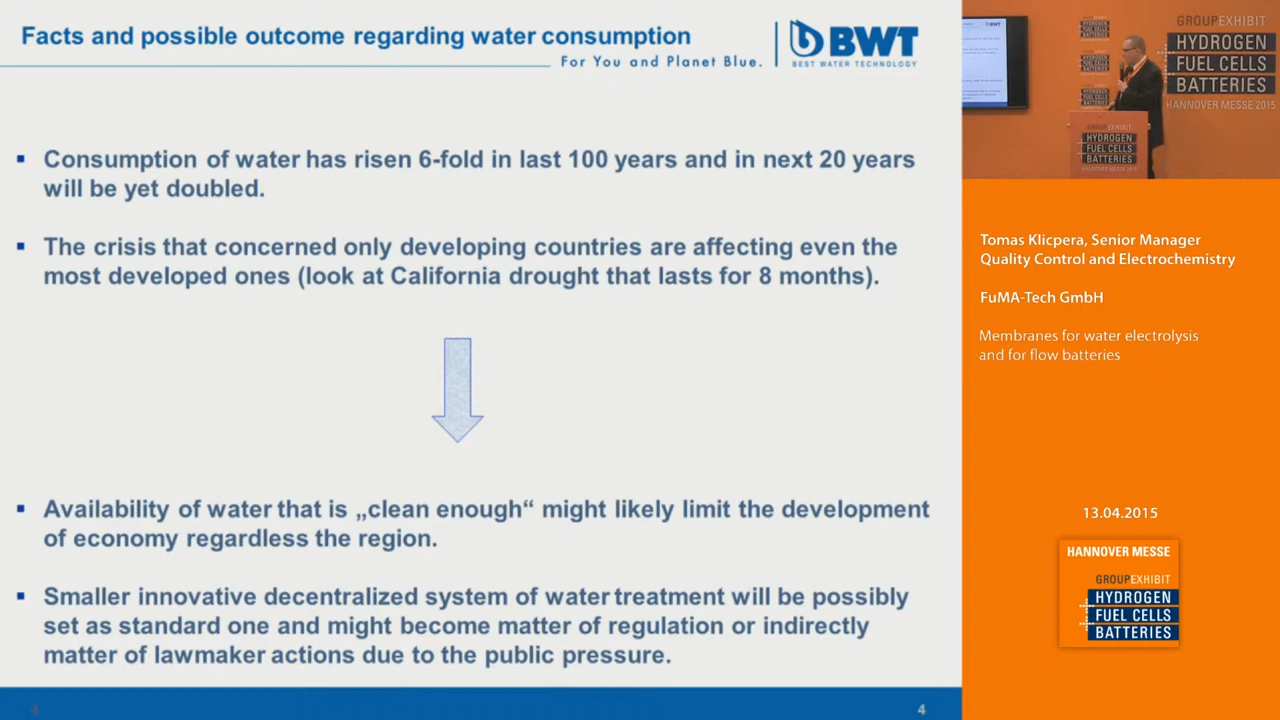 Facts and possible outcome regarding water consumption
BWT
BEST WATER TECHNOLOGY
For You and Planet Blue.
▪ Consumption of water has risen 6-fold in last 100 years and in next 20 years
will be yet doubled.
▪ The crisis that concerned only developing countries are affecting even the
most developed ones (look at California drought that lasts for 8 months).
▪ Availability of water that is „clean enough“ might likely limit the development
of economy regardless the region.
▪ Smaller innovative decentralized system of water treatment will be possibly
set as standard one and might become matter of regulation or indirectly
matter of lawmaker actions due to the public pressure.
4
4
GROUPEXHIBIT
HYDROGEN
FUEL CELLS
BATTERIES
HANNOVER MESSE 2015
HYDROGEN
FUEL CELLS
BATTERIES
Tomas Klicpera, Senior Manager
Quality Control and Electrochemistry
FuMA-Tech GmbH
Membranes for water electrolysis
and for flow batteries
13.04.2015
HANNOVER MESSE
GROUPEXHIBIT
HYDROGEN
FUEL CELLS
BATTERIES